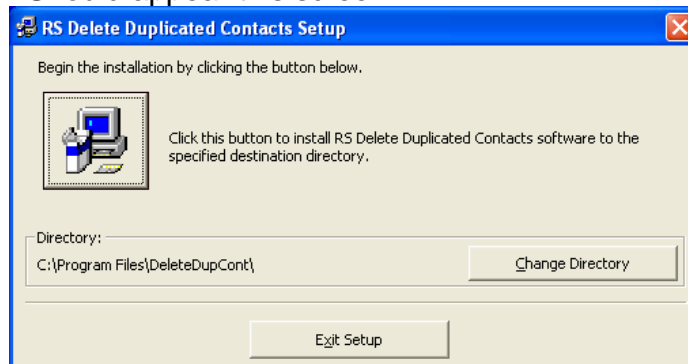 RS Delete Duplicated Contacts Setup
Begin the installation by clicking the button below.
Click this button to install RS Delete Duplicated Contacts software to the
specified destination directory.
Directory:
C:\Program Files\DeleteDupCont\
Change Directory
Exit Setup